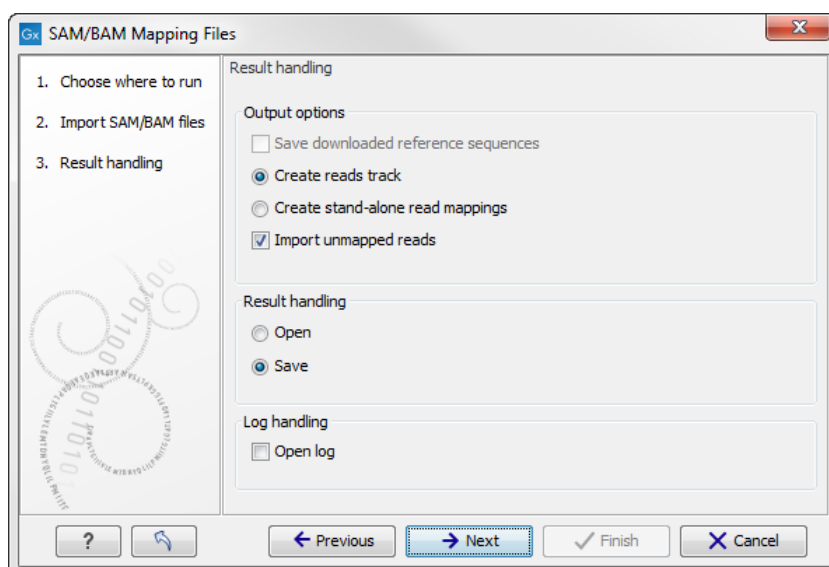 Gx SAM/BAM Mapping Files
1. Choose where to run
2. Import SAM/BAM files
3. Result handling
Result handling
Output options
Save downloaded reference sequences
Create reads track
Create stand-alone read mappings
Import unmapped reads
Result handling
Open
Save
Log handling
Open log
?
Previous
Next
Finish
Cancel